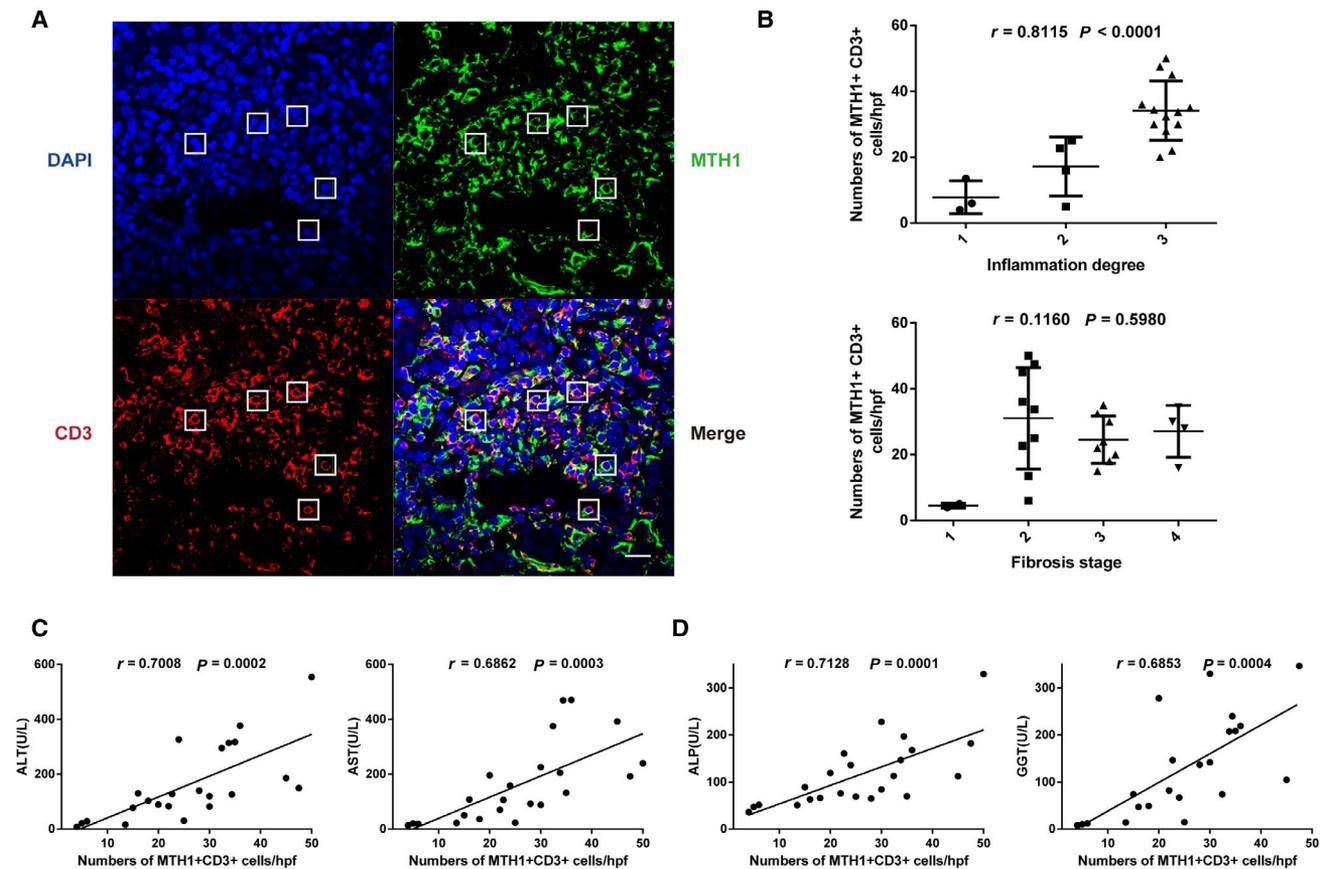 A
DAPI
MTH1
CD3
Merge
B
r = 0.8115 P < 0.0001
Numbers of MTH1+ CD3+
cells/hpf
60
40
20
0
1 2 3
Inflammation degree
r = 0.1160 P = 0.5980
Numbers of MTH1+ CD3+
cells/hpf
60
40
20
0
1 2 3 4
Fibrosis stage
C
r = 0.7008 P = 0.0002
ALT(U/L)
600
400
200
0
10 20 30 40 50
Numbers of MTH1+CD3+ cells/hpf
r = 0.6862 P = 0.0003
AST(U/L)
600
400
200
0
10 20 30 40 50
Numbers of MTH1+CD3+ cells/hpf
D
r = 0.7128 P = 0.0001
ALP(U/L)
300
200
100
0
10 20 30 40 50
Numbers of MTH1+CD3+ cells/hpf
r = 0.6853 P = 0.0004
GGT(U/L)
300
200
100
0
10 20 30 40 50
Numbers of MTH1+CD3+ cells/hpf